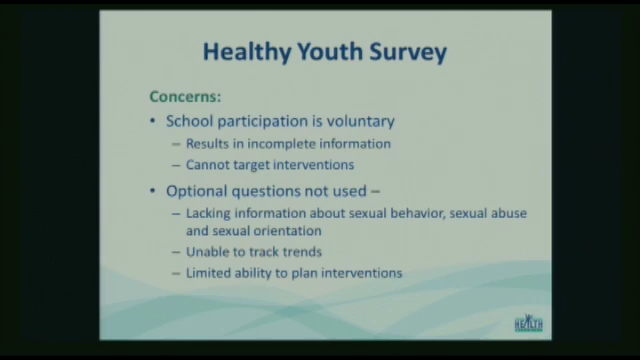 Healthy Youth Survey
Concerns:
• School participation is voluntary
– Results in incomplete information
– Cannot target interventions
• Optional questions not used –
– Lacking information about sexual behavior, sexual abuse
and sexual orientation
– Unable to track trends
– Limited ability to plan interventions
HEALTH